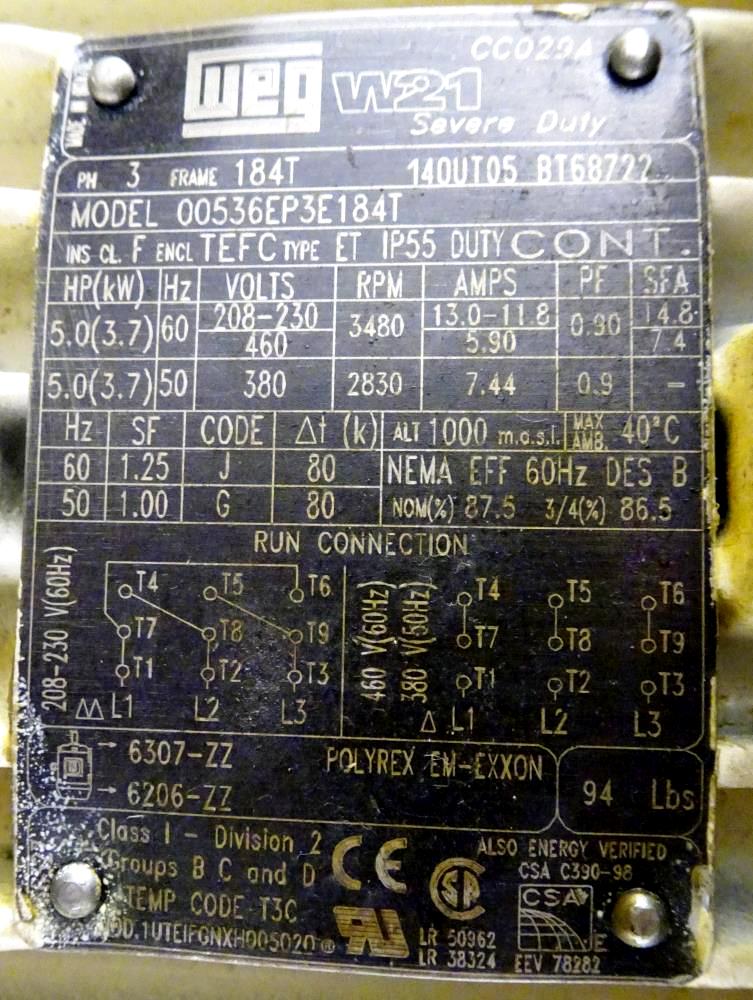 CC029A
WEG W21
Severe Duty
PH 3 FRAME 184T 140UT05 BT68722
MODEL 00536EP3E184T
INS CL. F ENCL TEFC TYPE ET IP55 DUTY CONT.
HP(kW) Hz VOLTS RPM AMPS PF SFA
5.0(3.7) 60 208-230 3480 13.0-11.8 0.90 14.8
460 5.90 7.4
5.0(3.7) 50 380 2830 7.44 0.9 -
Hz SF CODE Δt (k) ALT 1000 m.a.s.l. MAX AMB. 40°C
60 1.25 J 80 NEMA EFF 60Hz DES B
50 1.00 G 80 NOM(%) 87.5 3/4(%) 86.5
RUN CONNECTION
208-230 V(60Hz)
T4 T5 T6
T7 T8 T9
T1 T2 T3
ΔΔ L1 L2 L3
460 V(60Hz)
380 V(50Hz)
T4 T5 T6
T7 T8 T9
T1 T2 T3
Δ L1 L2 L3
→ 6307-ZZ
→ 6206-ZZ
POLYREX EM-EXXON
94 Lbs
Class I - Division 2
Groups B C and D
TEMP CODE T3C
CE
ALSO ENERGY VERIFIED
CSA C390-98
LR 50962
LR 38324
CSA
EEV 78282